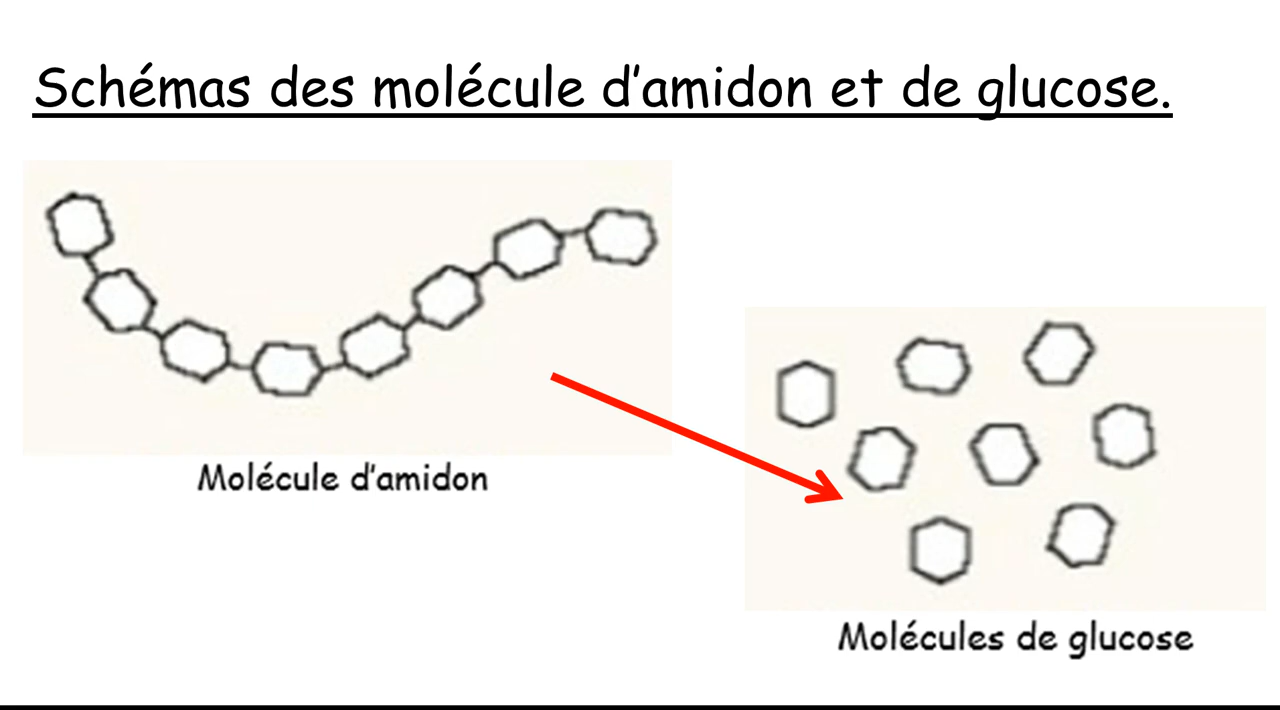 Schémas des molécule d'amidon et de glucose.
Molécule d'amidon
Molécules de glucose